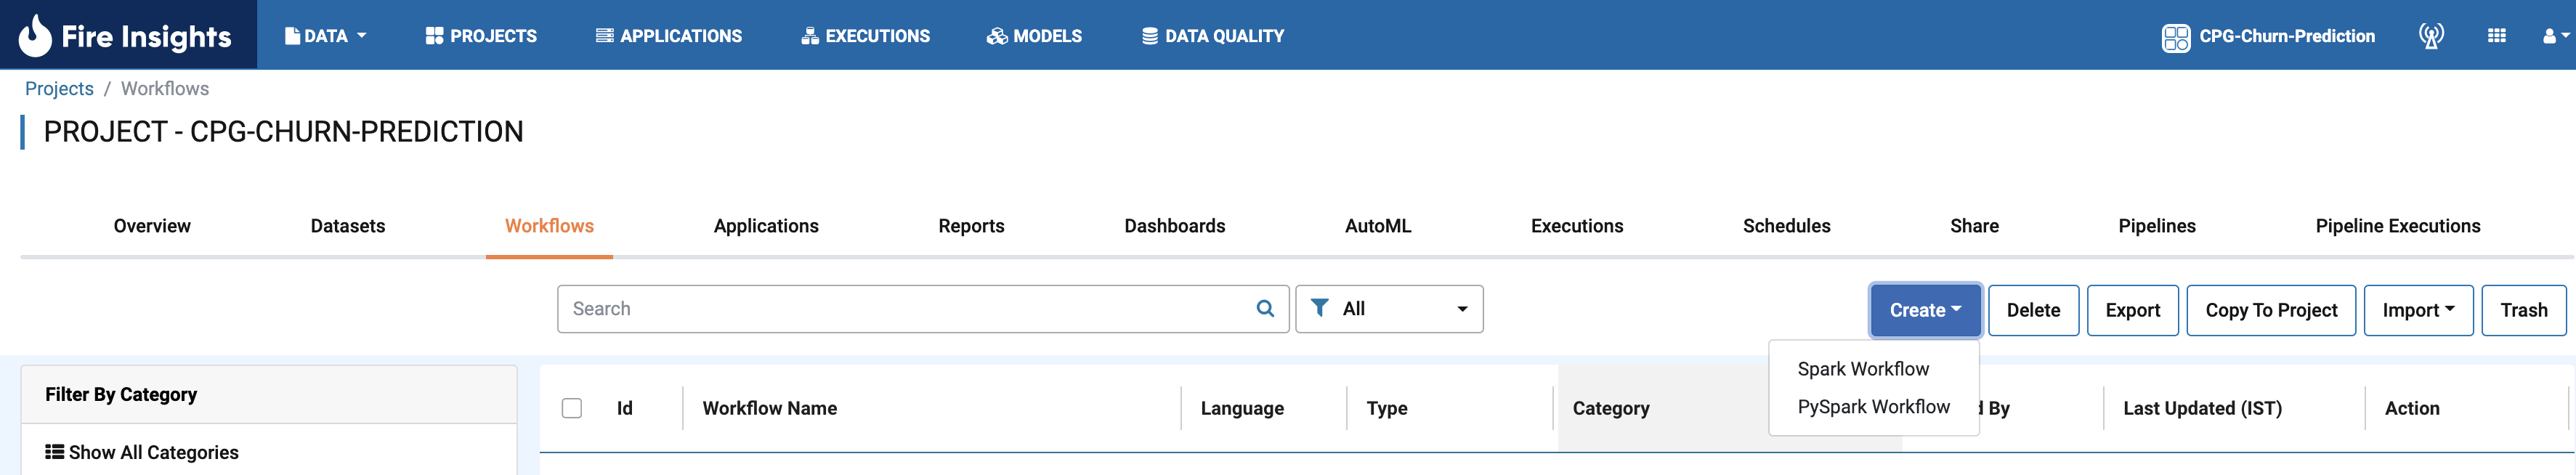 Fire Insights DATA PROJECTS APPLICATIONS EXECUTIONS MODELS DATA QUALITY CPG-Churn-Prediction
Projects / Workflows
PROJECT - CPG-CHURN-PREDICTION
Overview Datasets Workflows Applications Reports Dashboards AutoML Executions Schedules Share Pipelines Pipeline Executions
Search All Create Delete Export Copy To Project Import Trash
Spark Workflow
PySpark Workflow
Filter By Category
Id Workflow Name Language Type Category By Last Updated (IST) Action
Show All Categories